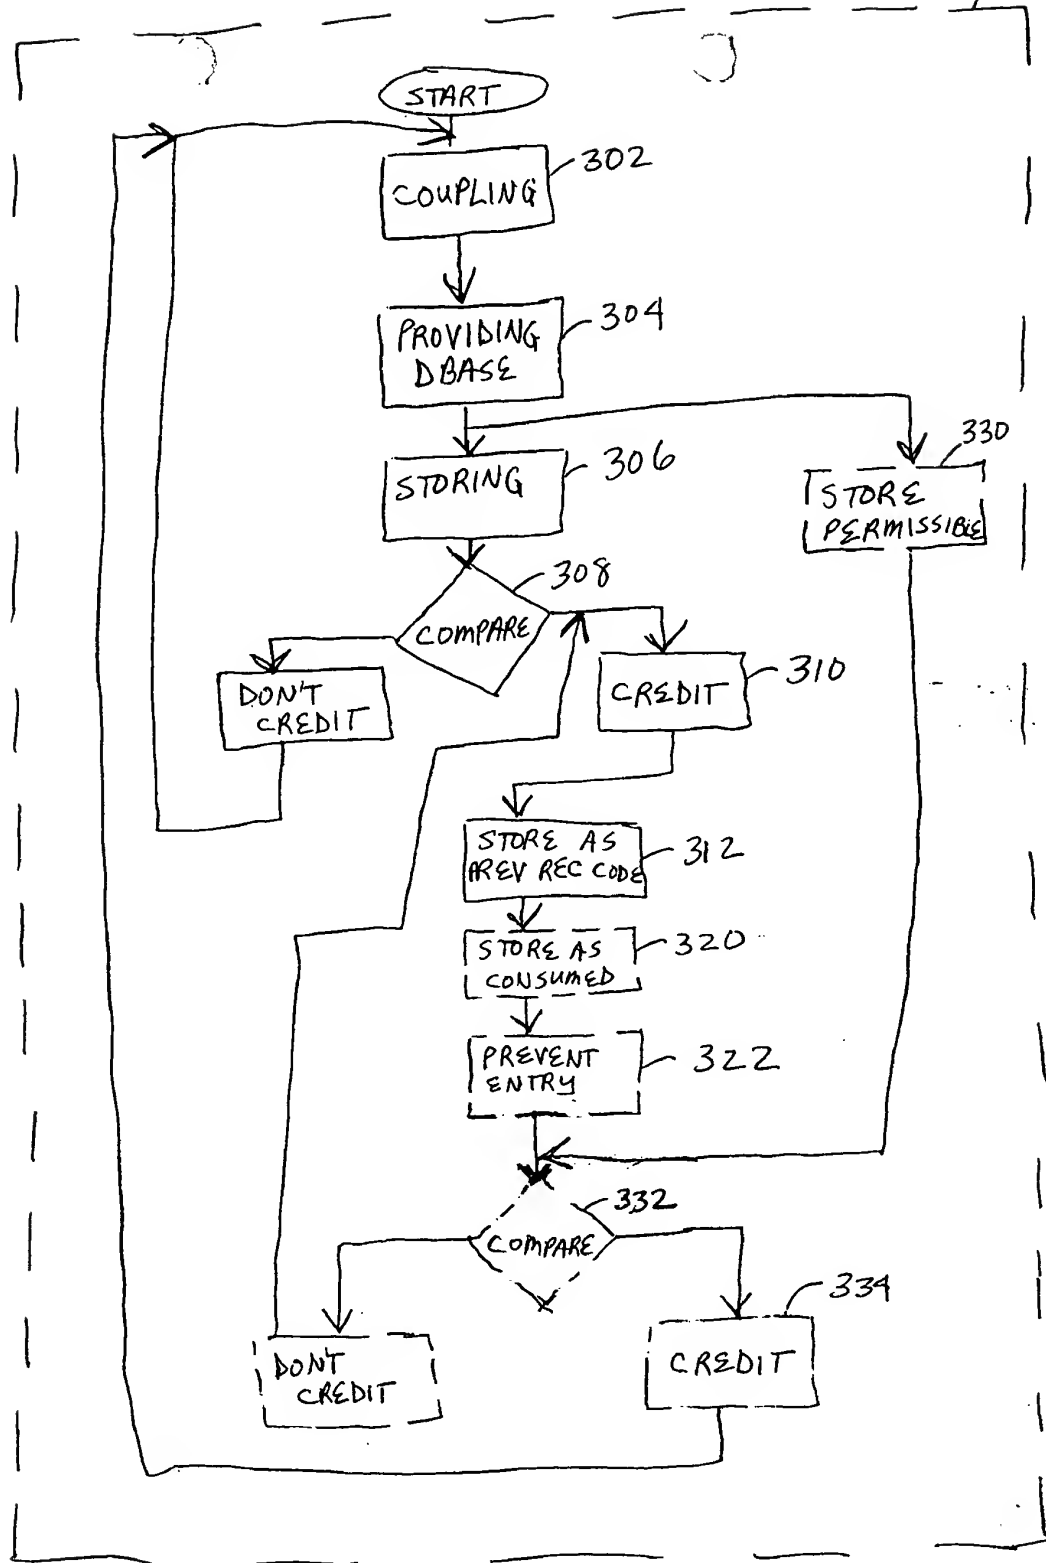 START
302
COUPLING
304
PROVIDING
DBASE
330
306
STORING
STORE
PERMISSIBLE
308
COMPARE
310
DON'T
CREDIT
CREDIT
312
STORE AS
PREV REC CODE
320
STORE AS
CONSUMED
322
PREVENT
ENTRY
332
COMPARE
334
DON'T
CREDIT
CREDIT